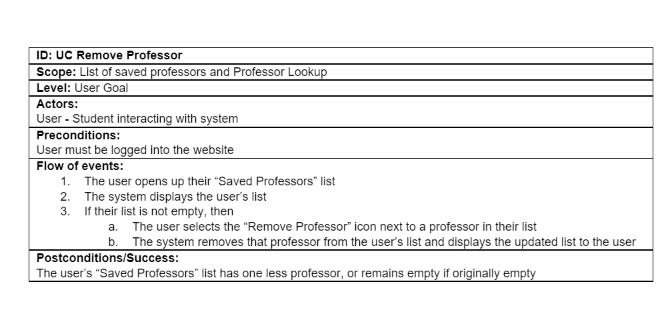 ID: UC Remove Professor
Scope: List of saved professors and Professor Lookup
Level: User Goal
Actors:
User - Student interacting with system
Preconditions:
User must be logged into the website
Flow of events:
1. The user opens up their “Saved Professors” list
2. The system displays the user’s list
3. If their list is not empty, then
a. The user selects the “Remove Professor” icon next to a professor in their list
b. The system removes that professor from the user’s list and displays the updated list to the user
Postconditions/Success:
The user’s “Saved Professors” list has one less professor, or remains empty if originally empty